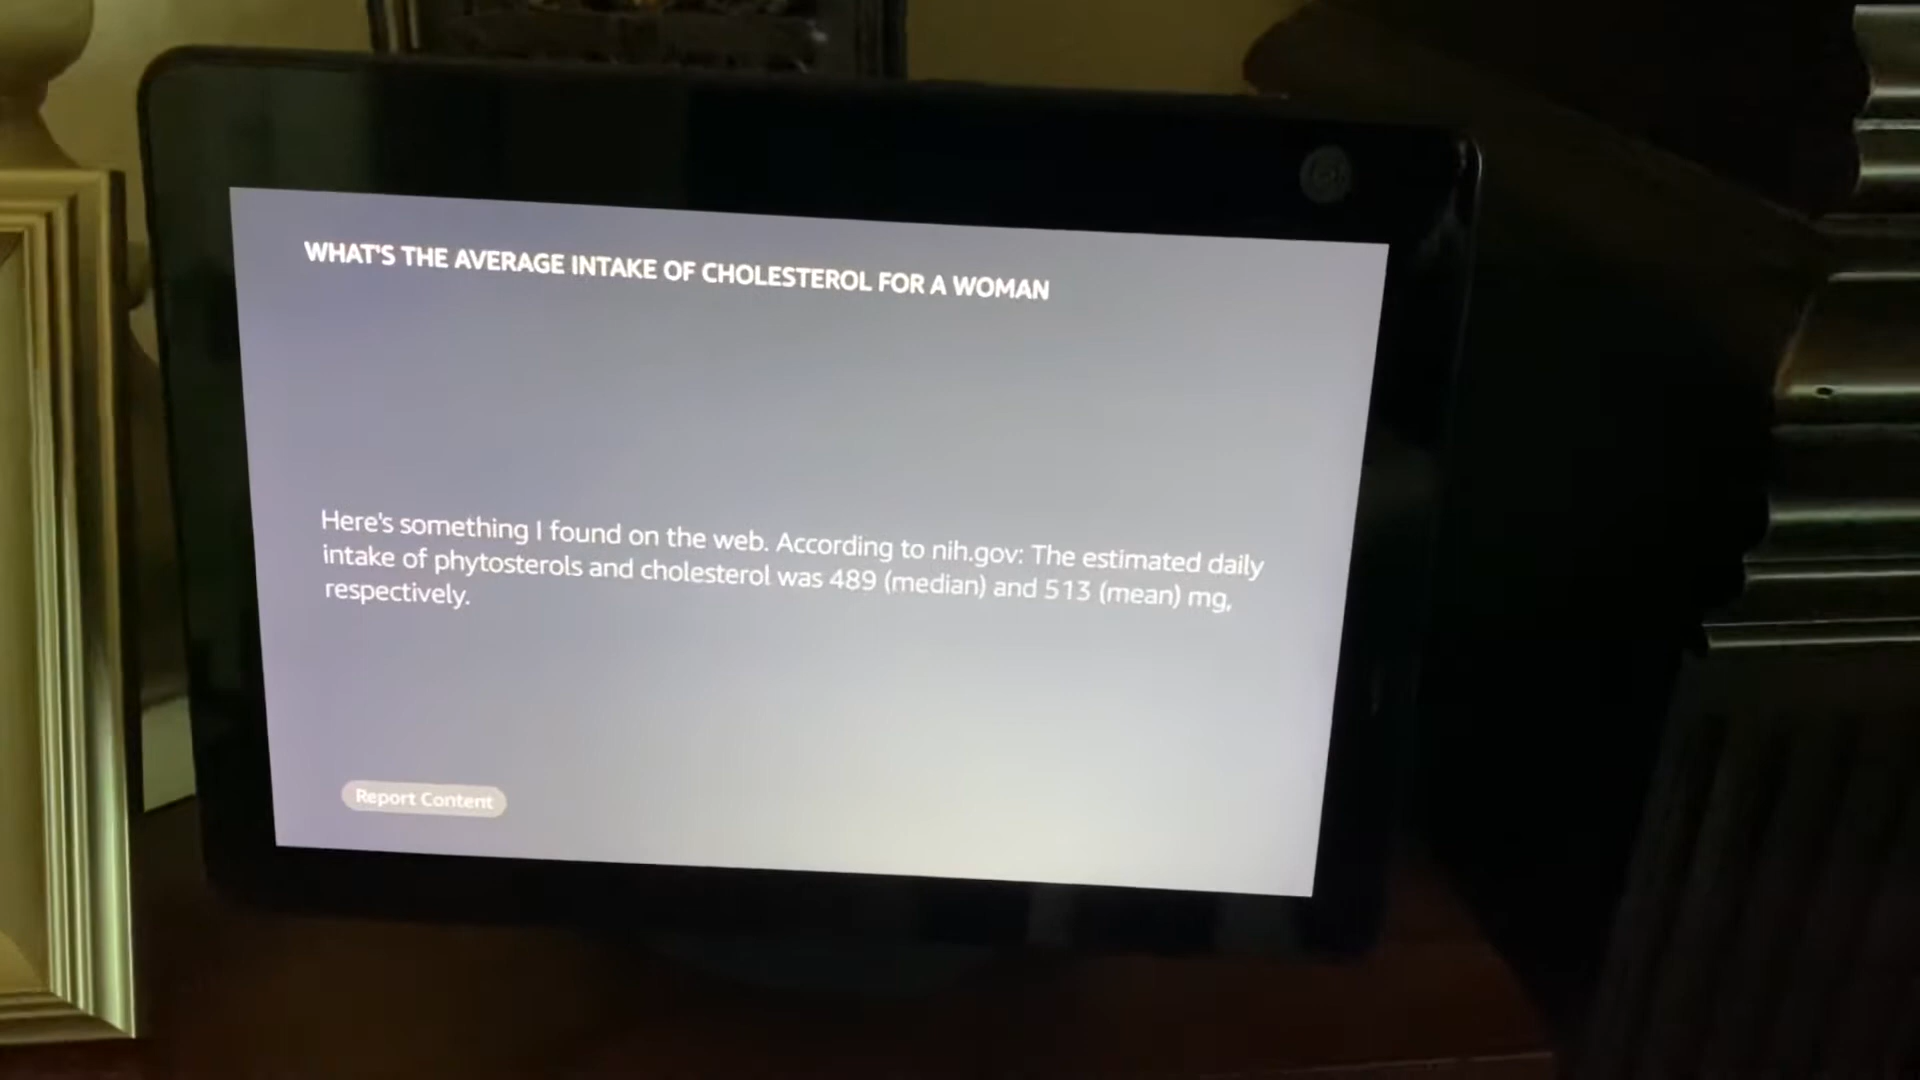 WHAT'S THE AVERAGE INTAKE OF CHOLESTEROL FOR A WOMAN
Here's something I found on the web. According to nih.gov: The estimated daily
intake of phytosterols and cholesterol was 489 (median) and 513 (mean) mg,
respectively.
Report Content